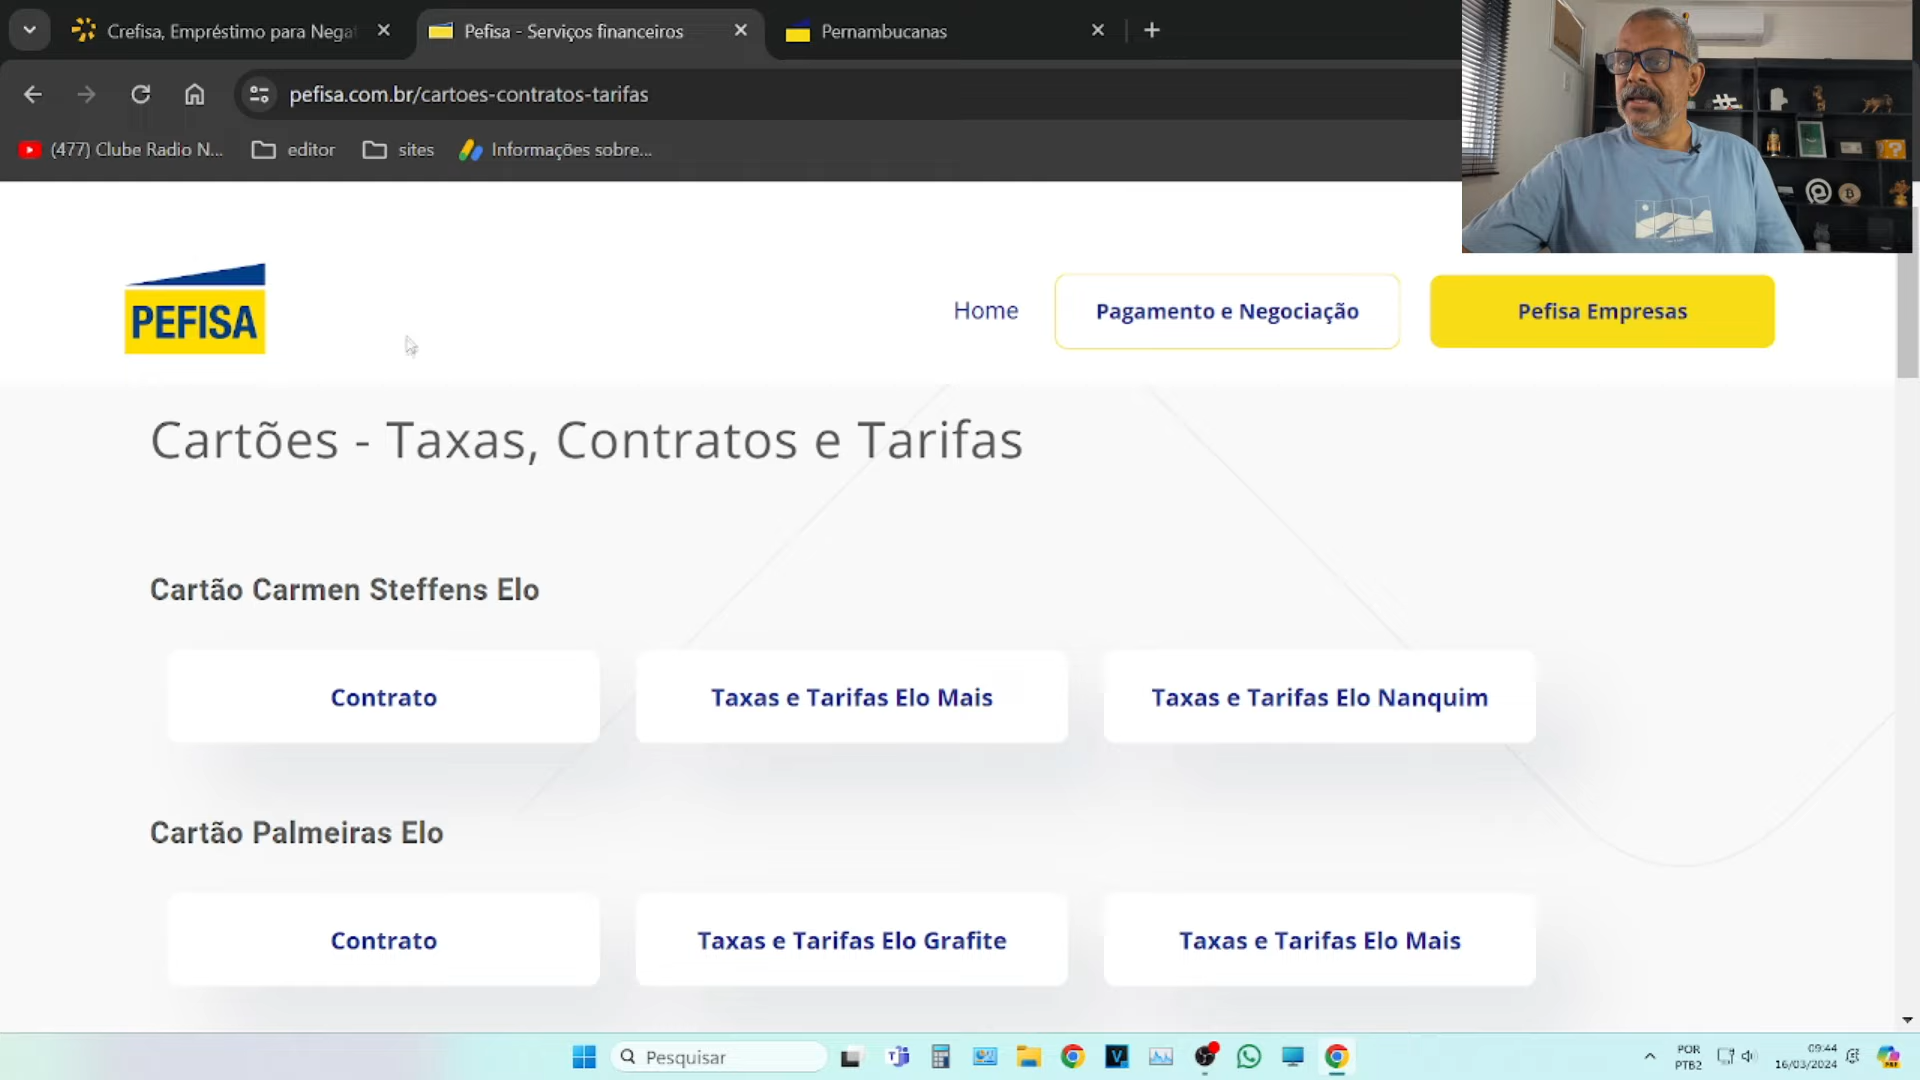 Crefisa, Empréstimo para Nega
Pefisa - Serviços financeiros
Pernambucanas
pefisa.com.br/cartoes-contratos-tarifas
(477) Clube Radio N...
editor
sites
Informações sobre...
PEFISA
Home
Pagamento e Negociação
Pefisa Empresas
Cartões - Taxas, Contratos e Tarifas
Cartão Carmen Steffens Elo
Contrato
Taxas e Tarifas Elo Mais
Taxas e Tarifas Elo Nanquim
Cartão Palmeiras Elo
Contrato
Taxas e Tarifas Elo Grafite
Taxas e Tarifas Elo Mais
Pesquisar
POR
PTB2
09:44
16/03/2024